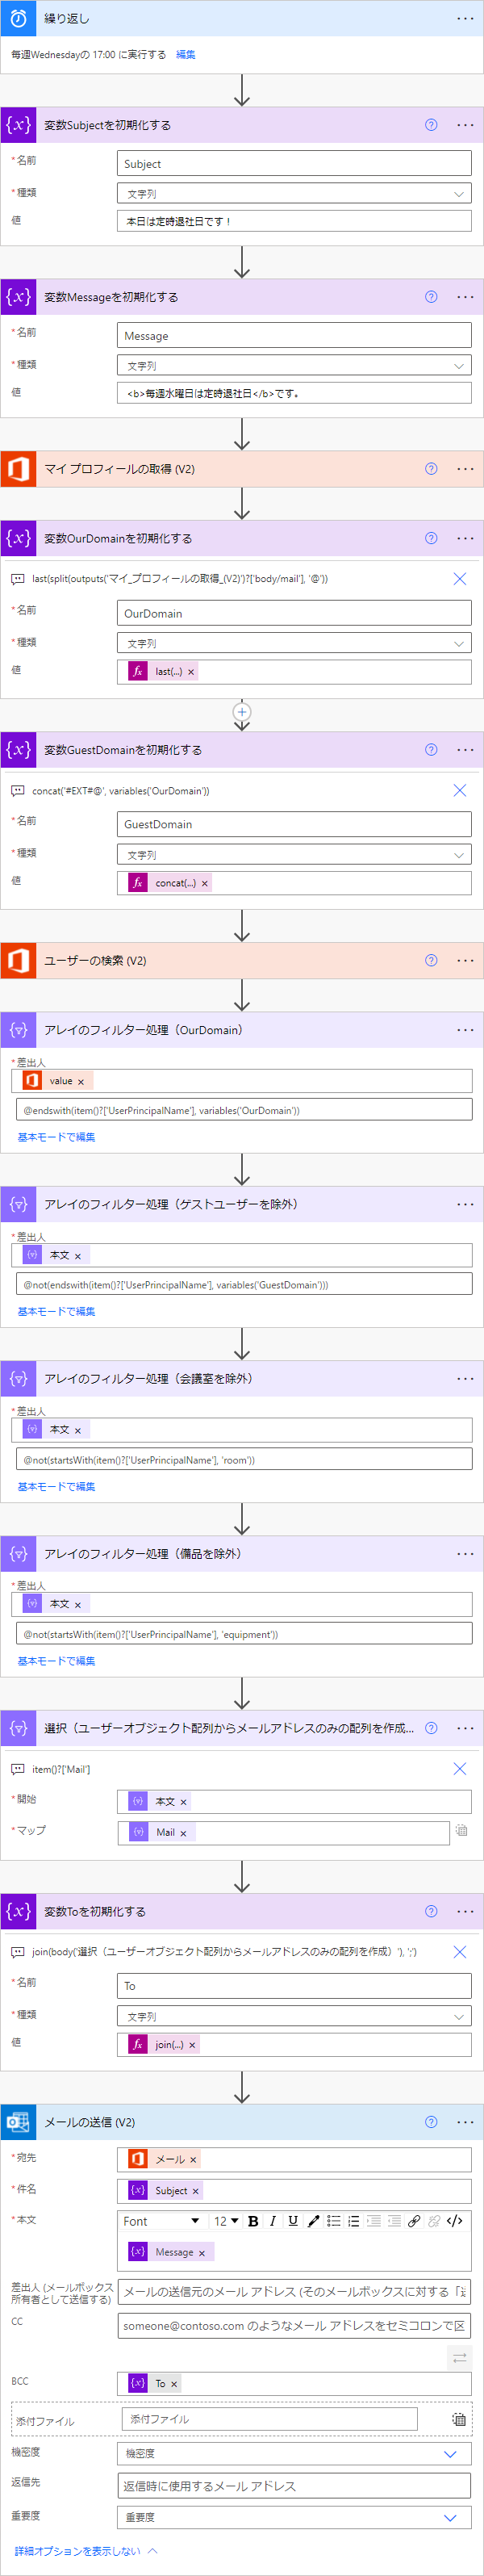 繰り返し
毎週Wednesdayの 17:00 に実行する 編集
変数Subjectを初期化する
*名前 Subject
*種類 文字列
値 本日は定時退社日です！
変数Messageを初期化する
*名前 Message
*種類 文字列
値 <b>毎週水曜日は定時退社日</b>です。
マイ プロフィールの取得 (V2)
変数OurDomainを初期化する
last(split(outputs('マイ_プロフィールの取得_(V2)')?['body/mail'], '@'))
*名前 OurDomain
*種類 文字列
値 fx last(...) ×
変数GuestDomainを初期化する
concat('#EXT#@', variables('OurDomain'))
*名前 GuestDomain
*種類 文字列
値 fx concat(...) ×
ユーザーの検索 (V2)
アレイのフィルター処理（OurDomain）
*差出人
value ×
@endswith(item()?['UserPrincipalName'], variables('OurDomain'))
基本モードで編集
アレイのフィルター処理（ゲストユーザーを除外）
*差出人
本文 ×
@not(endswith(item()?['UserPrincipalName'], variables('GuestDomain')))
基本モードで編集
アレイのフィルター処理（会議室を除外）
*差出人
本文 ×
@not(startsWith(item()?['UserPrincipalName'], 'room'))
基本モードで編集
アレイのフィルター処理（備品を除外）
*差出人
本文 ×
@not(startsWith(item()?['UserPrincipalName'], 'equipment'))
基本モードで編集
選択（ユーザーオブジェクト配列からメールアドレスのみの配列を作成...
item()?['Mail']
*開始 本文 ×
*マップ Mail ×
変数Toを初期化する
join(body('選択（ユーザーオブジェクト配列からメールアドレスのみの配列を作成）'), ';')
*名前 To
*種類 文字列
値 fx join(...) ×
メールの送信 (V2)
*宛先 メール ×
*件名 Subject ×
*本文 Font 12 B I U </>
Message ×
差出人 (メールボックス所有者として送信する) メールの送信元のメール アドレス (そのメールボックスに対する「
CC someone@contoso.com のようなメール アドレスをセミコロンで区
BCC To ×
添付ファイル 添付ファイル
機密度 機密度
返信先 返信時に使用するメール アドレス
重要度 重要度
詳細オプションを表示しない